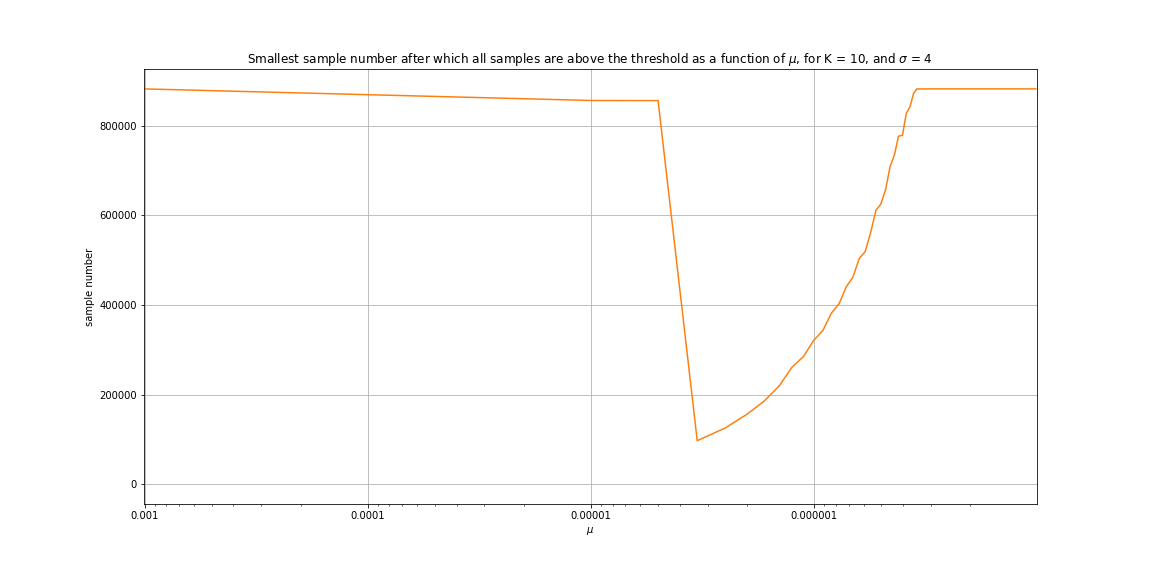 Smallest sample number after which all samples are above the threshold as a function of μ, for K = 10, and σ = 4
sample number
800000
600000
400000
200000
0
0.001 0.0001 0.00001 0.000001
μ